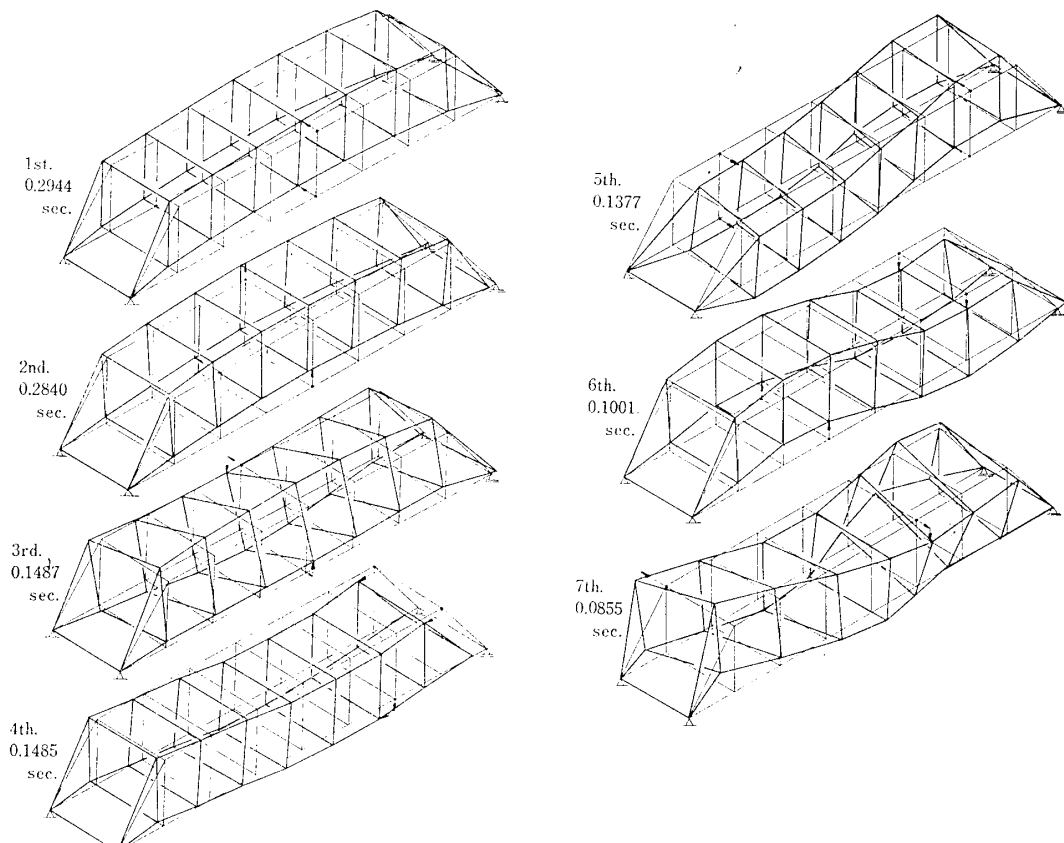 1st.
0.2944
sec.
2nd.
0.2840
sec.
3rd.
0.1487
sec.
4th.
0.1485
sec.
5th.
0.1377
sec.
6th.
0.1001
sec.
7th.
0.0855
sec.